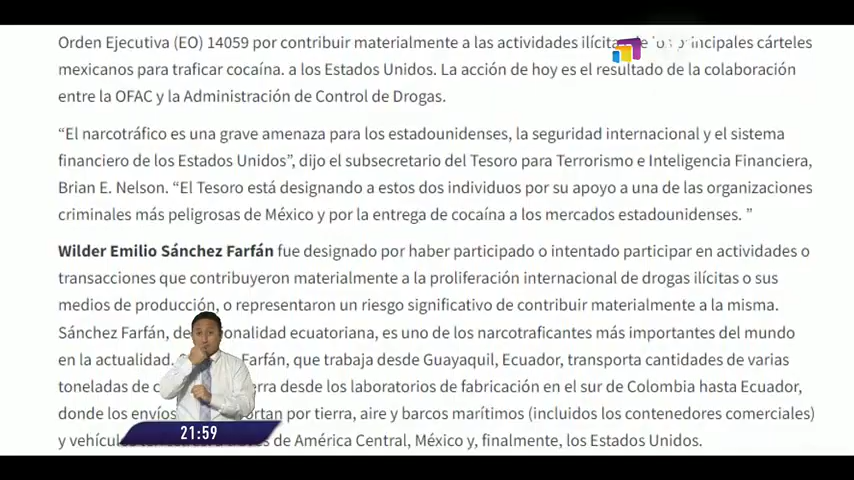 Orden Ejecutiva (EO) 14059 por contribuir materialmente a las actividades ilícitas principales cárteles
mexicanos para traficar cocaína. a los Estados Unidos. La acción de hoy es el resultado de la colaboración
entre la OFAC y la Administración de Control de Drogas.
“El narcotráfico es una grave amenaza para los estadounidenses, la seguridad internacional y el sistema
financiero de los Estados Unidos”, dijo el subsecretario del Tesoro para Terrorismo e Inteligencia Financiera,
Brian E. Nelson. “El Tesoro está designando a estos dos individuos por su apoyo a una de las organizaciones
criminales más peligrosas de México y por la entrega de cocaína a los mercados estadounidenses. ”
Wilder Emilio Sánchez Farfán fue designado por haber participado o intentado participar en actividades o
transacciones que contribuyeron materialmente a la proliferación internacional de drogas ilícitas o sus
medios de producción, o representaron un riesgo significativo de contribuir materialmente a la misma.
Sánchez Farfán, de ecuatoriana, es uno de los narcotraficantes más importantes del mundo
en la actualidad. Farfán, que trabaja desde Guayaquil, Ecuador, transporta cantidades de varias
toneladas de desde los laboratorios de fabricación en el sur de Colombia hasta Ecuador,
donde los envíos por tierra, aire y barcos marítimos (incluidos los contenedores comerciales)
y de América Central, México y, finalmente, los Estados Unidos.
21:59